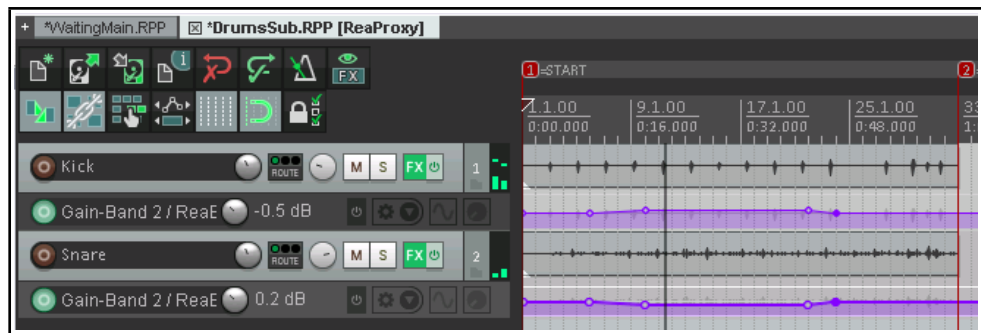 + *WaitingMain.RPP *DrumsSub.RPP [ReaProxy]
FX
1=START 2=
1.1.00 9.1.00 17.1.00 25.1.00 33
0:00.000 0:16.000 0:32.000 0:48.000 1:
Kick ROUTE M S FX 1
Gain-Band 2 / ReaE -0.5 dB
Snare ROUTE M S FX 2
Gain-Band 2 / ReaE 0.2 dB